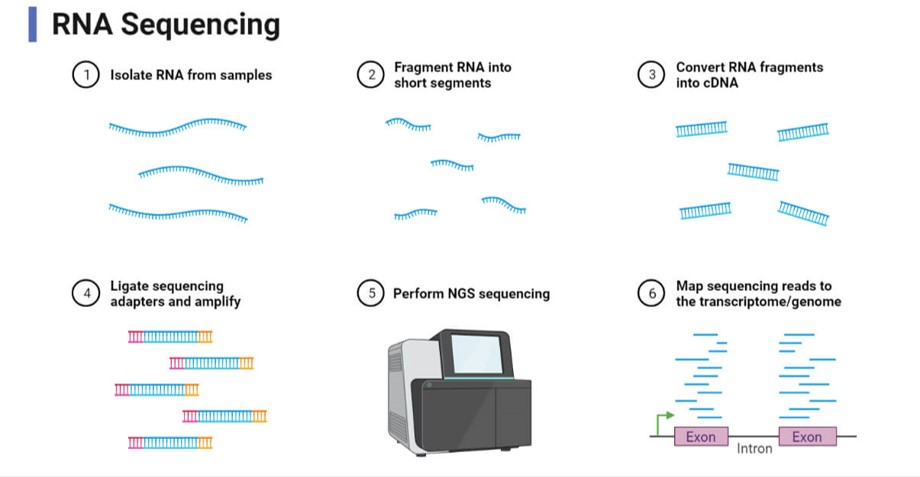 RNA Sequencing
1 Isolate RNA from samples
2 Fragment RNA into
short segments
3 Convert RNA fragments
into cDNA
4 Ligate sequencing
adapters and amplify
5 Perform NGS sequencing
6 Map sequencing reads to
the transcriptome/genome
Exon
Intron
Exon